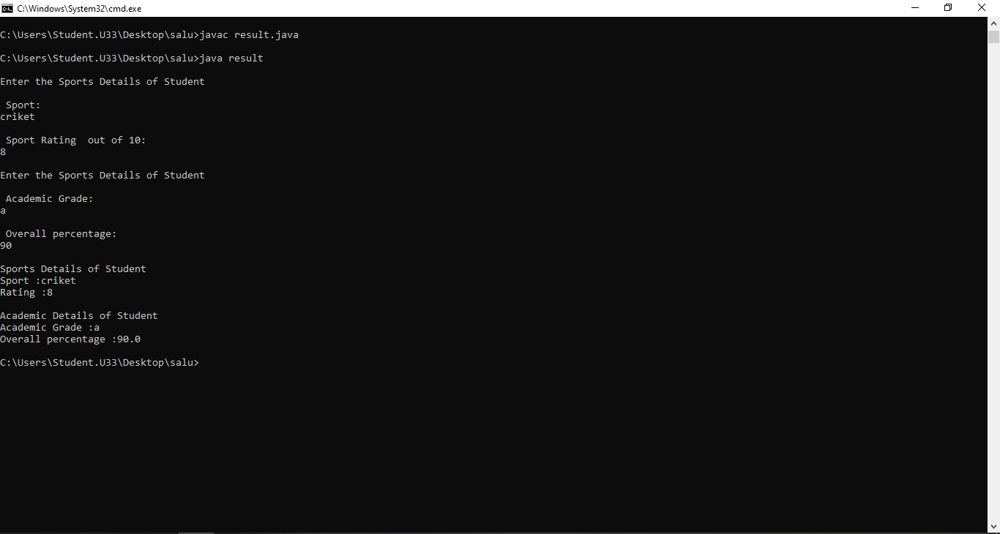 C:\Windows\System32\cmd.exe
C:\Users\Student.U33\Desktop\salu>javac result.java
C:\Users\Student.U33\Desktop\salu>java result
Enter the Sports Details of Student
Sport:
criket
Sport Rating  out of 10:
8
Enter the Sports Details of Student
Academic Grade:
a
Overall percentage:
90
Sports Details of Student
Sport :criket
Rating :8
Academic Details of Student
Academic Grade :a
Overall percentage :90.0
C:\Users\Student.U33\Desktop\salu>